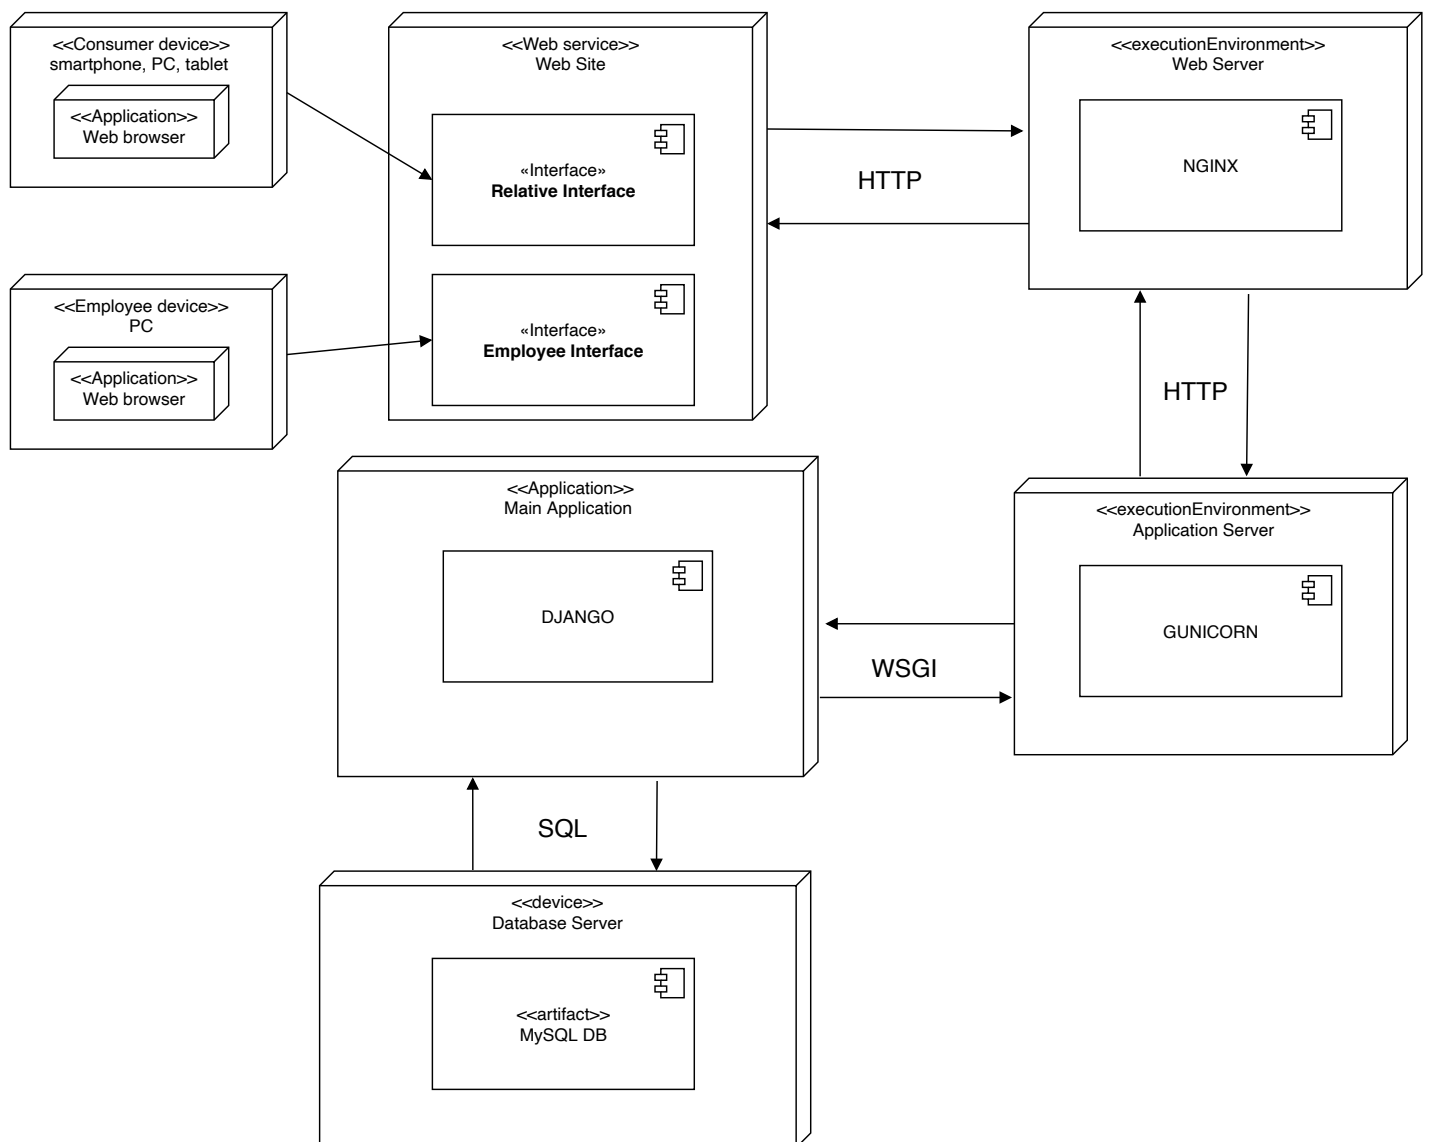 <<Consumer device>>
smartphone, PC, tablet
<<Application>>
Web browser
<<Web service>>
Web Site
«Interface»
Relative Interface
«Interface»
Employee Interface
HTTP
<<executionEnvironment>>
Web Server
NGINX
<<Employee device>>
PC
<<Application>>
Web browser
HTTP
<<Application>>
Main Application
DJANGO
WSGI
<<executionEnvironment>>
Application Server
GUNICORN
SQL
<<device>>
Database Server
<<artifact>>
MySQL DB